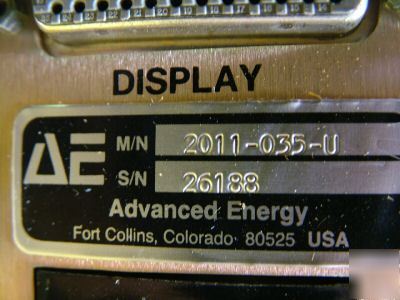 DISPLAY
AE
M/N 2011-035-U
S/N 26188
Advanced Energy
Fort Collins, Colorado 80525 USA